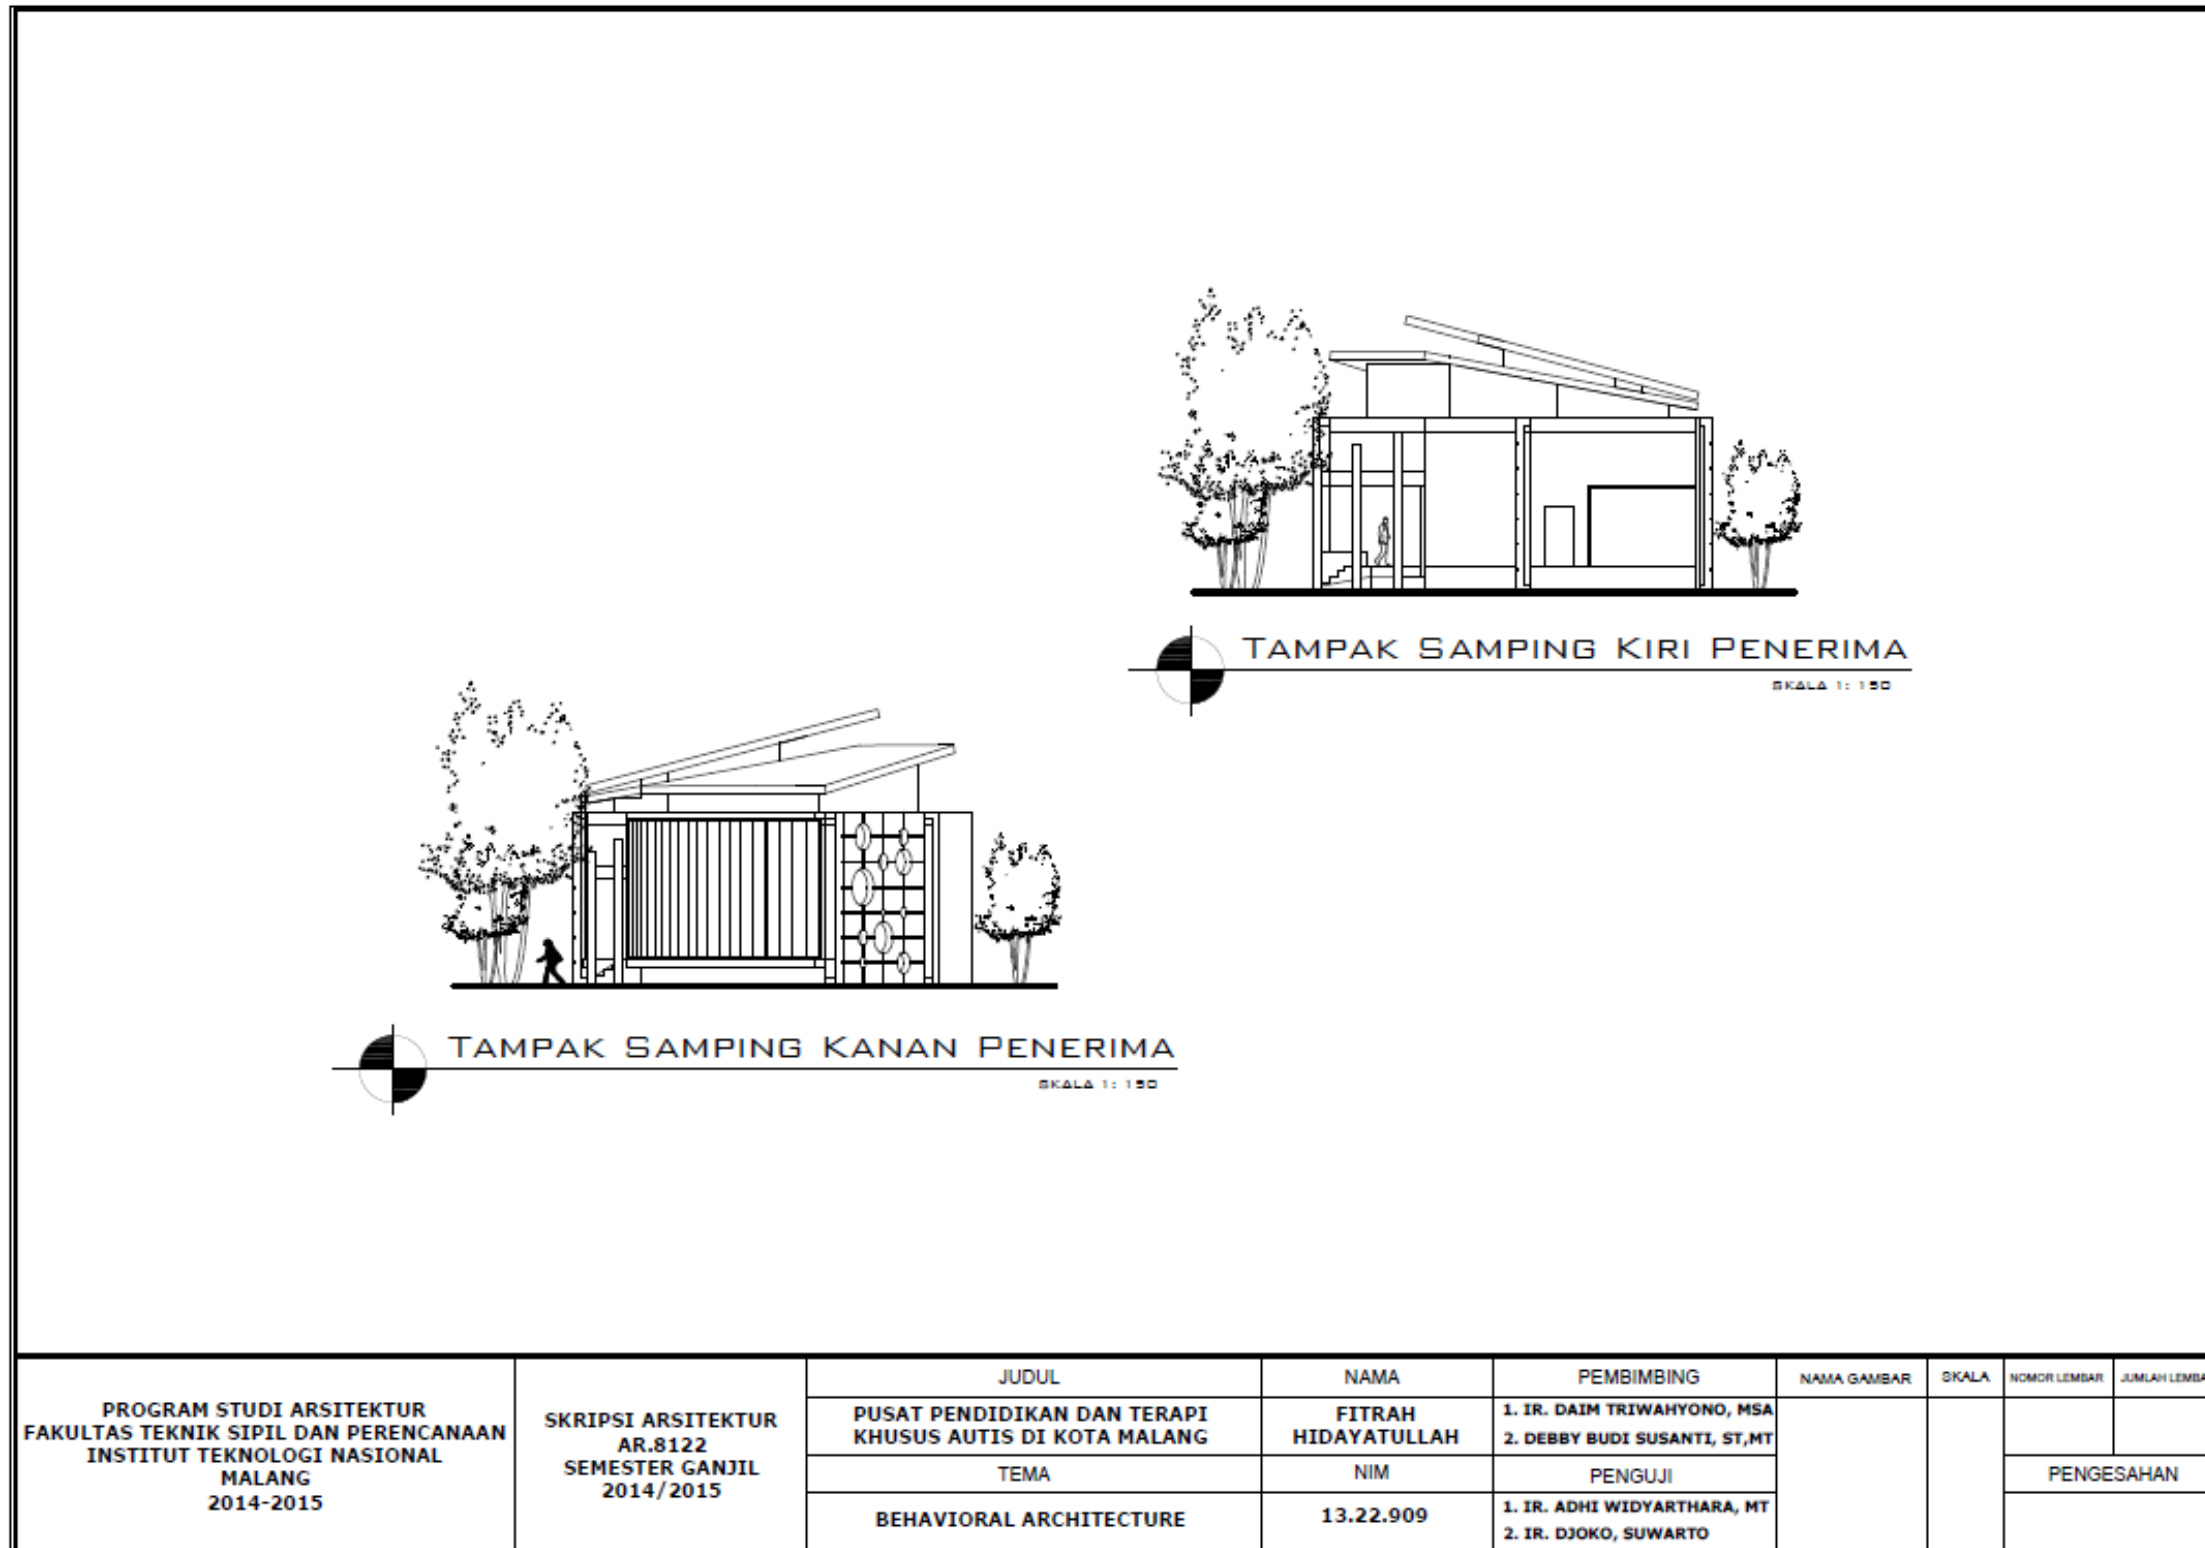 TAMPAK SAMPING KIRI PENERIMA
SKALA 1: 150
TAMPAK SAMPING KANAN PENERIMA
SKALA 1: 150
PROGRAM STUDI ARSITEKTUR
FAKULTAS TEKNIK SIPIL DAN PERENCANAAN
INSTITUT TEKNOLOGI NASIONAL
MALANG
2014-2015
SKRIPSI ARSITEKTUR
AR.8122
SEMESTER GANJIL
2014/2015
JUDUL
PUSAT PENDIDIKAN DAN TERAPI
KHUSUS AUTIS DI KOTA MALANG
TEMA
BEHAVIORAL ARCHITECTURE
NAMA
FITRAH
HIDAYATULLAH
NIM
13.22.909
PEMBIMBING
1. IR. DAIM TRIWAHYONO, MSA
2. DEBBY BUDI SUSANTI, ST,MT
PENGUJI
1. IR. ADHI WIDYARTHARA, MT
2. IR. DJOKO, SUWARTO
NAMA GAMBAR
SKALA
NOMOR LEMBAR
JUMLAH LEMBA
PENGESAHAN